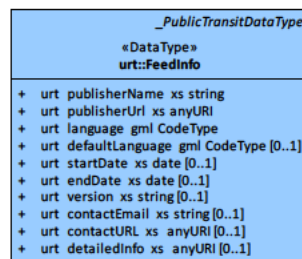 _PublicTransitDataType
«DataType»
urt::FeedInfo
+ urt publisherName xs string
+ urt publisherUrl xs anyURI
+ urt language gml CodeType
+ urt defaultLanguage gml CodeType [0..1]
+ urt startDate xs date [0..1]
+ urt endDate xs date [0..1]
+ urt version xs string [0..1]
+ urt contactEmail xs string [0..1]
+ urt contactURL xs anyURI [0..1]
+ urt detailedInfo xs anyURI [0..1]